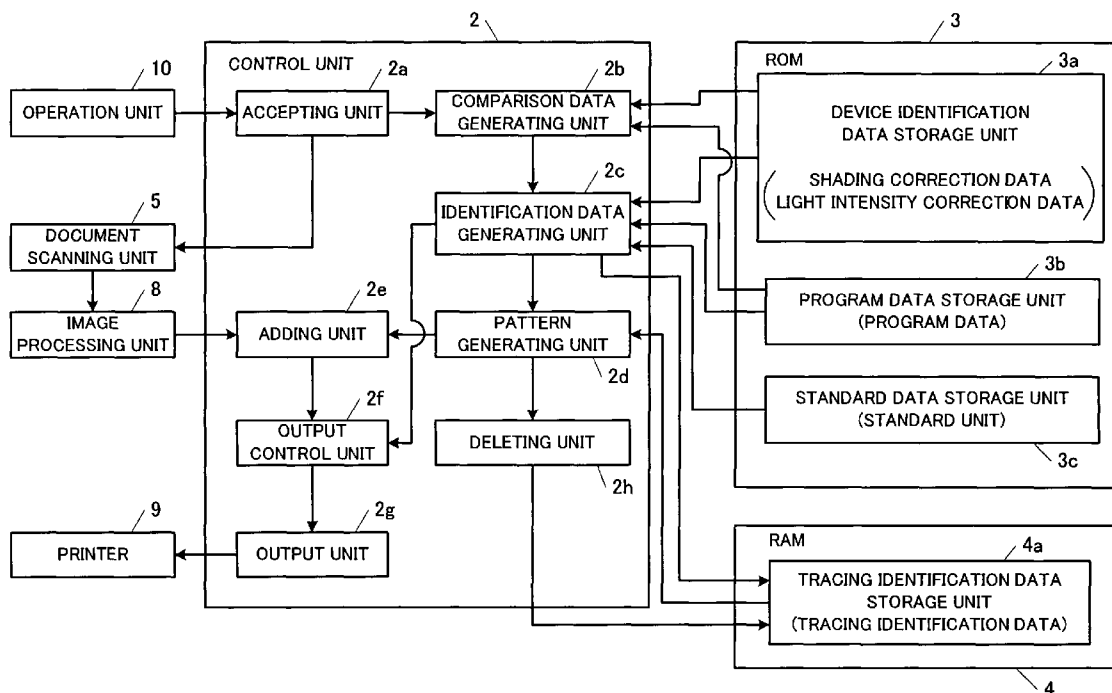 2
3
CONTROL UNIT
ROM
10
OPERATION UNIT
2a
ACCEPTING UNIT
2b
COMPARISON DATA
GENERATING UNIT
3a
DEVICE IDENTIFICATION
DATA STORAGE UNIT
SHADING CORRECTION DATA
LIGHT INTENSITY CORRECTION DATA
2c
IDENTIFICATION DATA
GENERATING UNIT
5
DOCUMENT
SCANNING UNIT
3b
PROGRAM DATA STORAGE UNIT
(PROGRAM DATA)
8
IMAGE
PROCESSING UNIT
2e
ADDING UNIT
PATTERN
GENERATING UNIT
2d
2f
OUTPUT
CONTROL UNIT
DELETING UNIT
2h
STANDARD DATA STORAGE UNIT
(STANDARD UNIT)
3c
9
PRINTER
2g
OUTPUT UNIT
RAM
4a
TRACING IDENTIFICATION DATA
STORAGE UNIT
(TRACING IDENTIFICATION DATA)
4